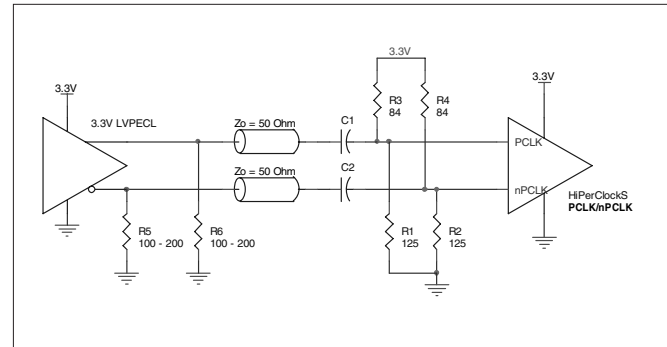 3.3V
3.3V LVPECL
Zo = 50 Ohm
C1
Zo = 50 Ohm
C2
R5
100 - 200
R6
100 - 200
3.3V
R3
84
R4
84
R1
125
R2
125
3.3V
PCLK
nPCLK
HiPerClockS
PCLK/nPCLK